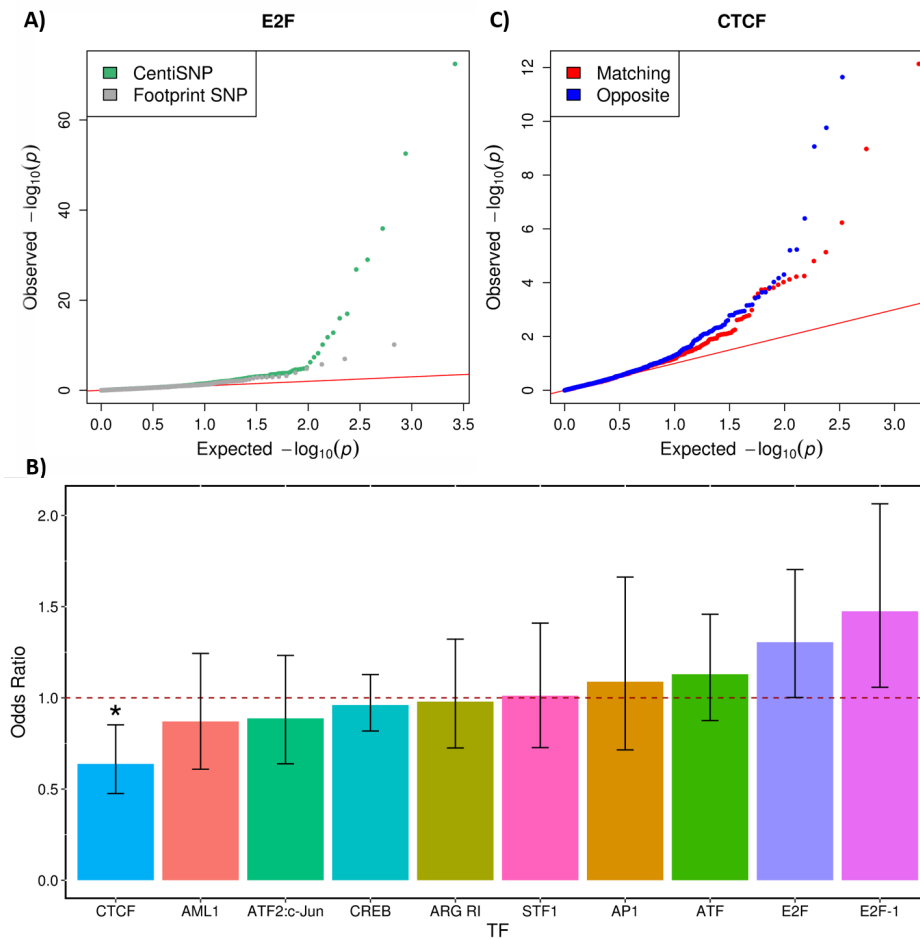 A)
E2F
CentiSNP
Footprint SNP
Observed −log10(p)
0
20
40
60
0.0 0.5 1.0 1.5 2.0 2.5 3.0 3.5
Expected −log10(p)
C)
CTCF
Matching
Opposite
Observed −log10(p)
0
2
4
6
8
10
12
0.0 0.5 1.0 1.5 2.0 2.5 3.0
Expected −log10(p)
B)
Odds Ratio
2.0
1.5
1.0
0.5
0.0
*
CTCF AML1 ATF2:c-Jun CREB ARG RI STF1 AP1 ATF E2F E2F-1
TF